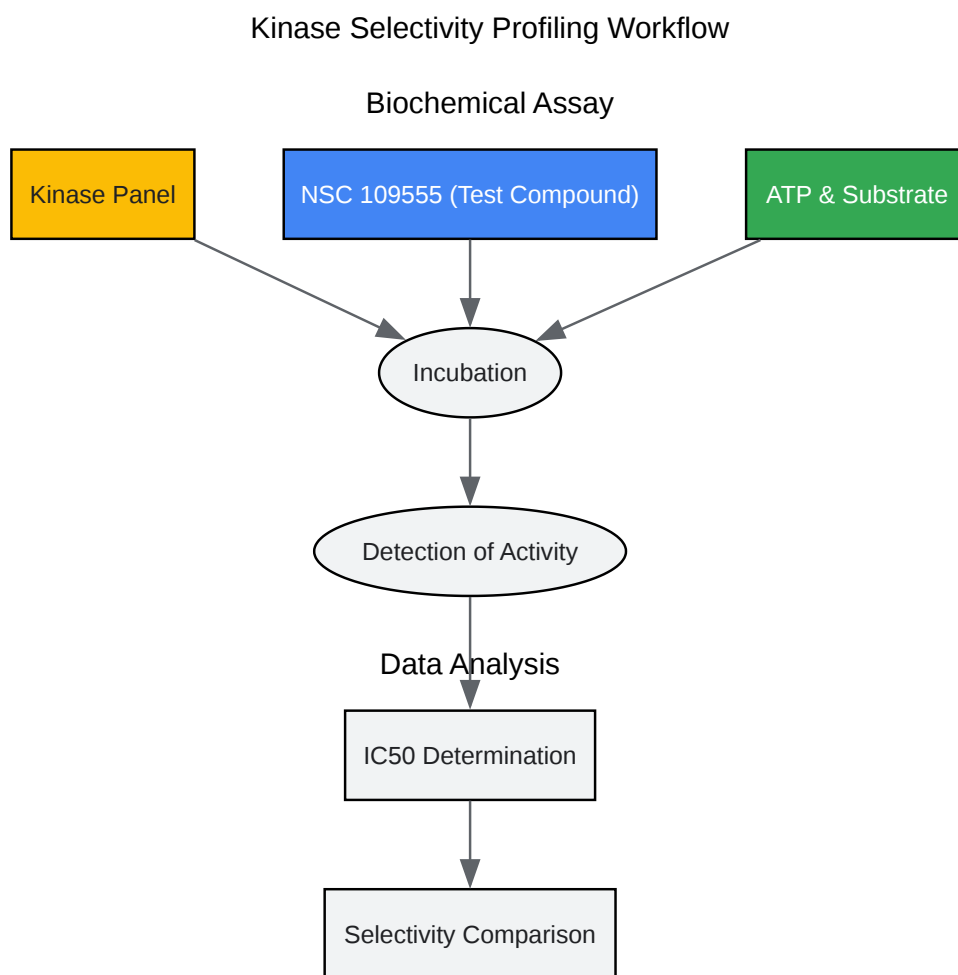 Kinase Selectivity Profiling Workflow
Biochemical Assay
Kinase Panel
NSC 109555 (Test Compound)
ATP & Substrate
Incubation
Detection of Activity
Data Analysis
IC50 Determination
Selectivity Comparison